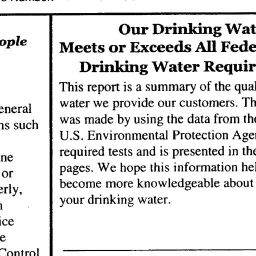 Our Drinking Wat
Meets or Exceeds All Fede
Drinking Water Requir
This report is a summary of the qual
water we provide our customers. Th
was made by using the data from the
U.S. Environmental Protection Agen
required tests and is presented in the
pages. We hope this information hel
become more knowledgeable about
your drinking water.
ople
eneral
ns such
ne
or
erly,
n
ice
e
Control